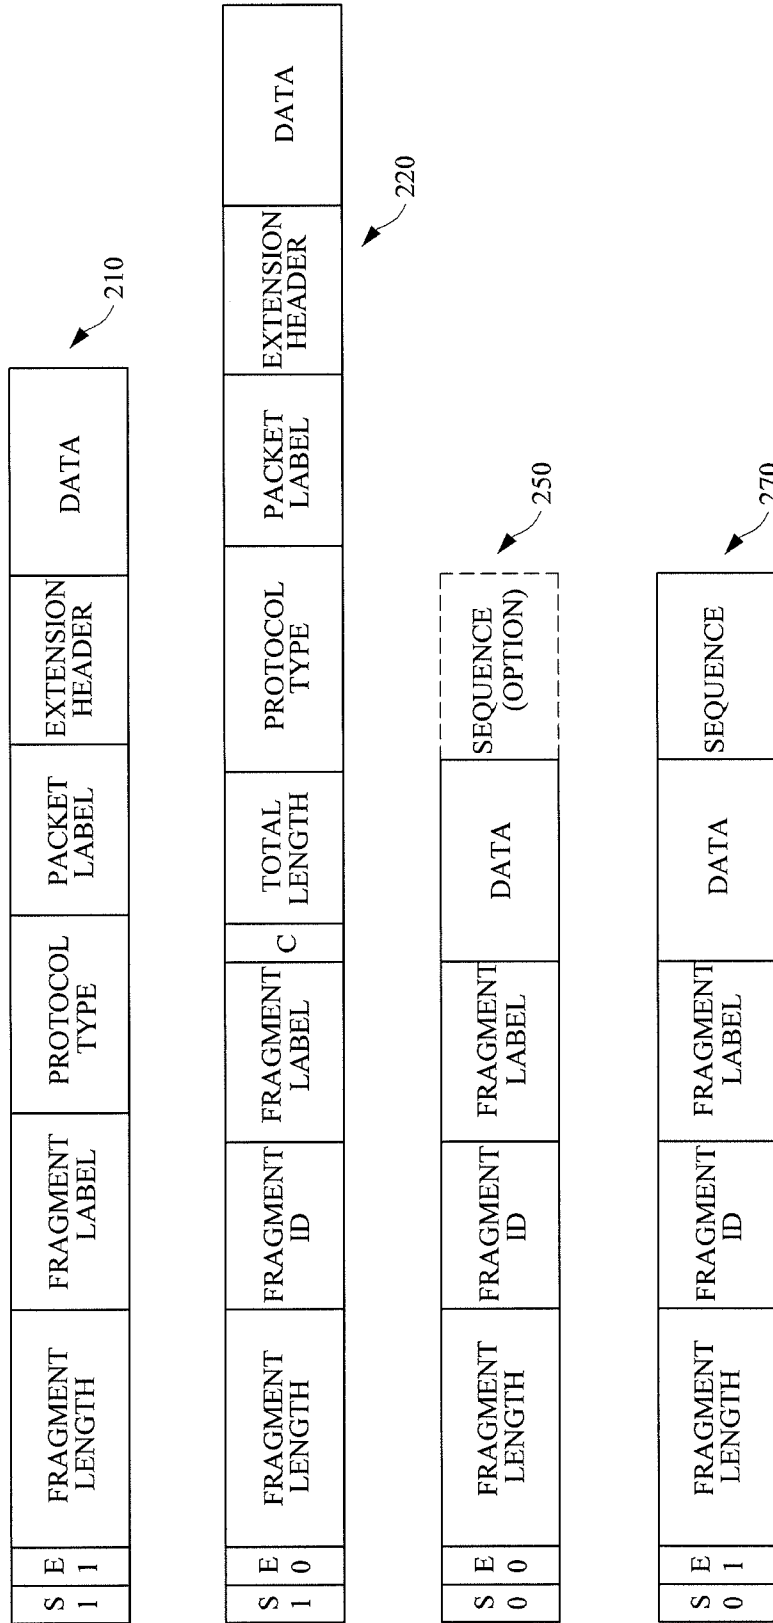 S
1
E
1
FRAGMENT
LENGTH
FRAGMENT
LABEL
PROTOCOL
TYPE
PACKET
LABEL
EXTENSION
HEADER
DATA
210
S
1
E
0
FRAGMENT
LENGTH
FRAGMENT
ID
FRAGMENT
LABEL
C
TOTAL
LENGTH
PROTOCOL
TYPE
PACKET
LABEL
EXTENSION
HEADER
DATA
220
S
0
E
0
FRAGMENT
LENGTH
FRAGMENT
ID
FRAGMENT
LABEL
DATA
SEQUENCE
(OPTION)
250
S
0
E
1
FRAGMENT
LENGTH
FRAGMENT
ID
FRAGMENT
LABEL
DATA
SEQUENCE
270